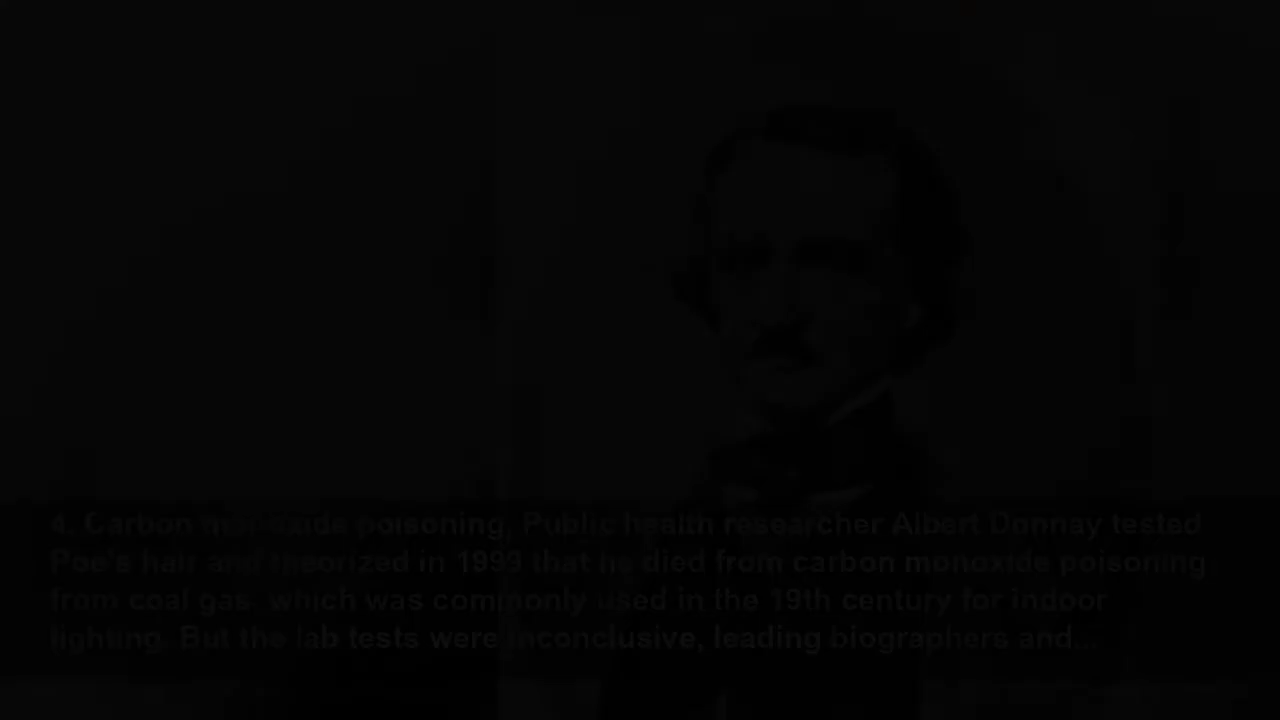 4. Carbon monoxide poisoning, Public health researcher Albert Donnay tested
Poe's hair and theorized in 1999 that he died from carbon monoxide poisoning
from coal gas, which was commonly used in the 19th century for indoor
lighting. But the lab tests were inconclusive, leading biographers and...